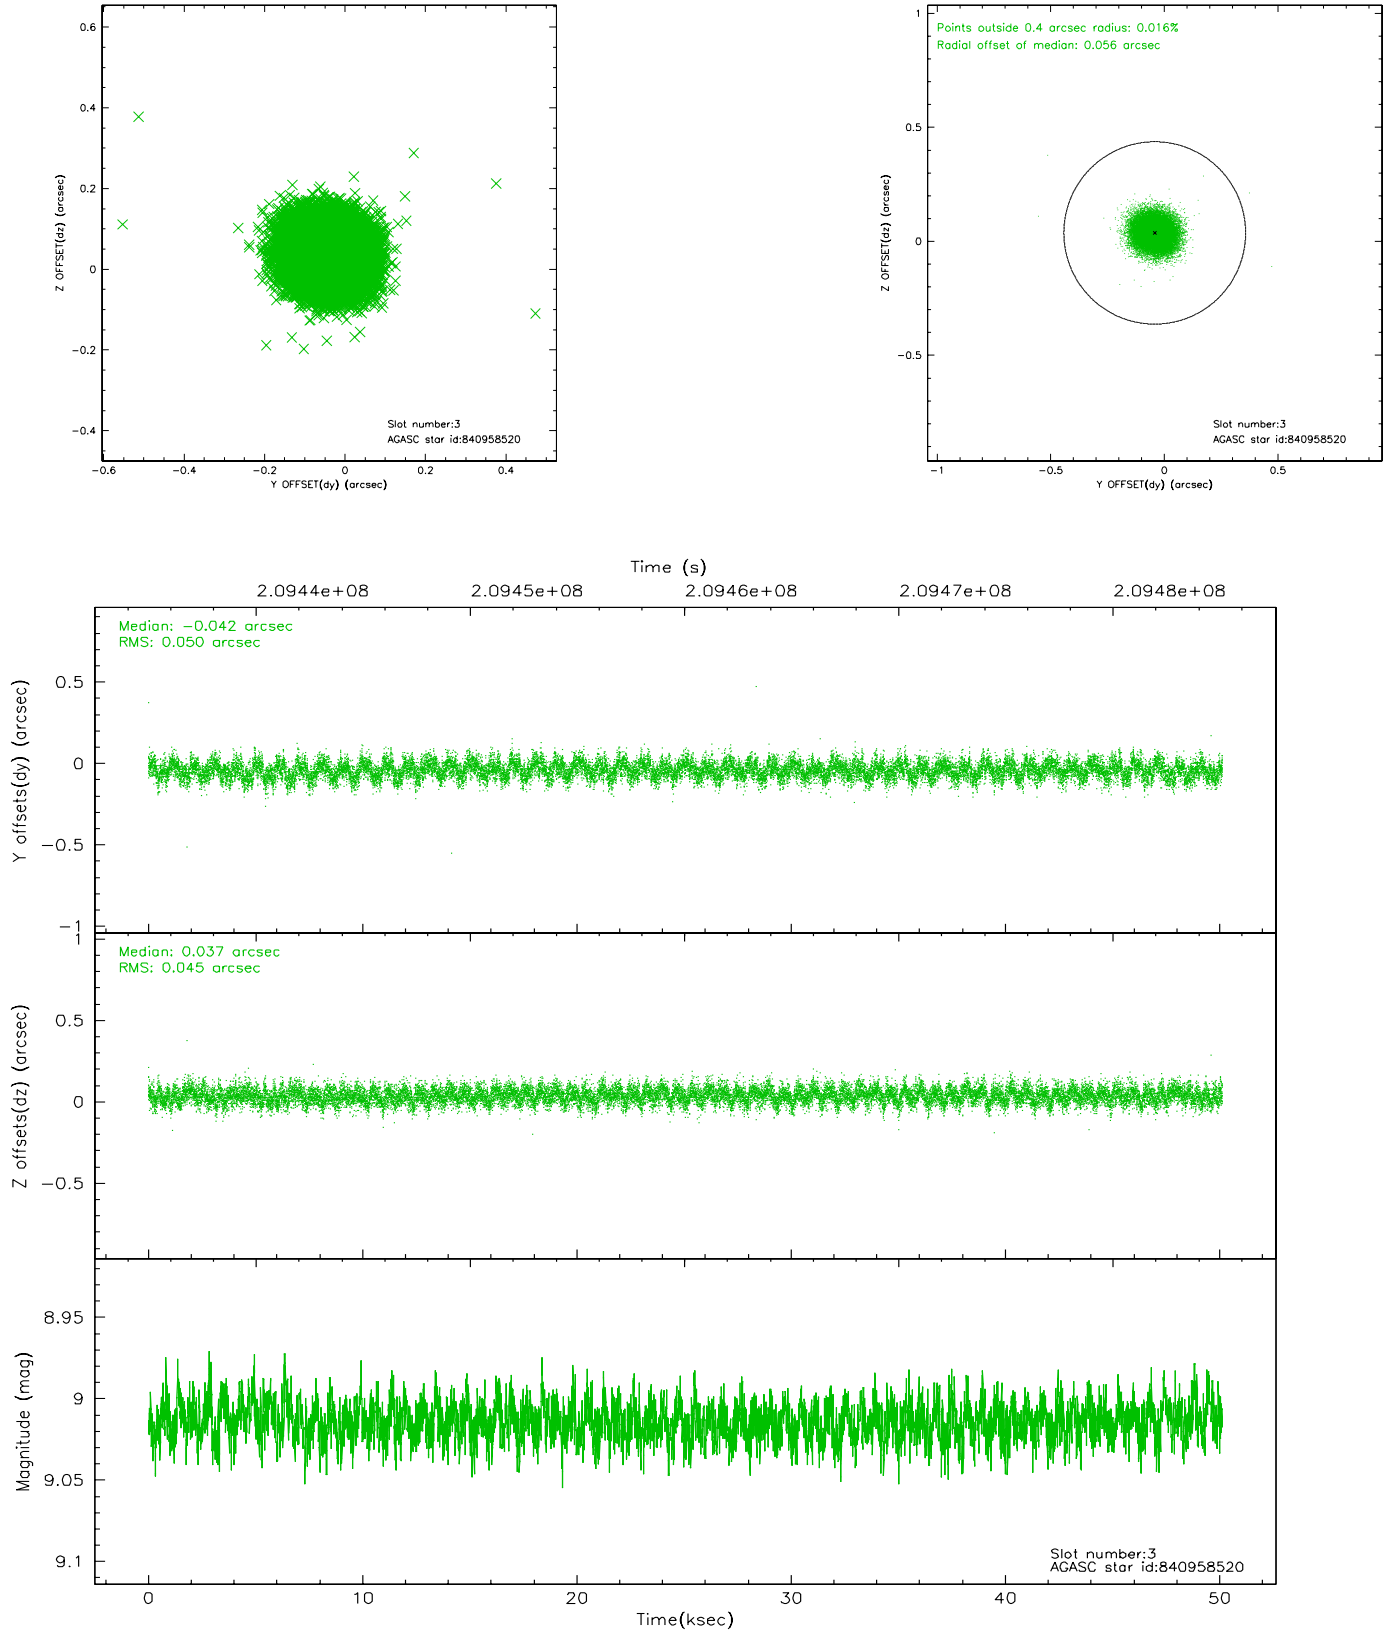 0.6
0.4
0.2
0
−0.2
−0.4
Z OFFSET(dz) (arcsec)
Slot number:3
AGASC star id:840958520
−0.6 −0.4 −0.2 0 0.2 0.4
Y OFFSET(dy) (arcsec)
Points outside 0.4 arcsec radius: 0.016%
Radial offset of median: 0.056 arcsec
1
0.5
0
−0.5
Z OFFSET(dz) (arcsec)
Slot number:3
AGASC star id:840958520
−1 −0.5 0 0.5
Y OFFSET(dy) (arcsec)
Time (s)
2.0944e+08 2.0945e+08 2.0946e+08 2.0947e+08 2.0948e+08
Median: −0.042 arcsec
RMS: 0.050 arcsec
0.5
0
−0.5
−1
Y offsets(dy) (arcsec)
Median: 0.037 arcsec
RMS: 0.045 arcsec
1
0.5
0
−0.5
Z offsets(dz) (arcsec)
8.95
9
9.05
9.1
Magnitude (mag)
Slot number:3
AGASC star id:840958520
0 10 20 30 40 50
Time(ksec)